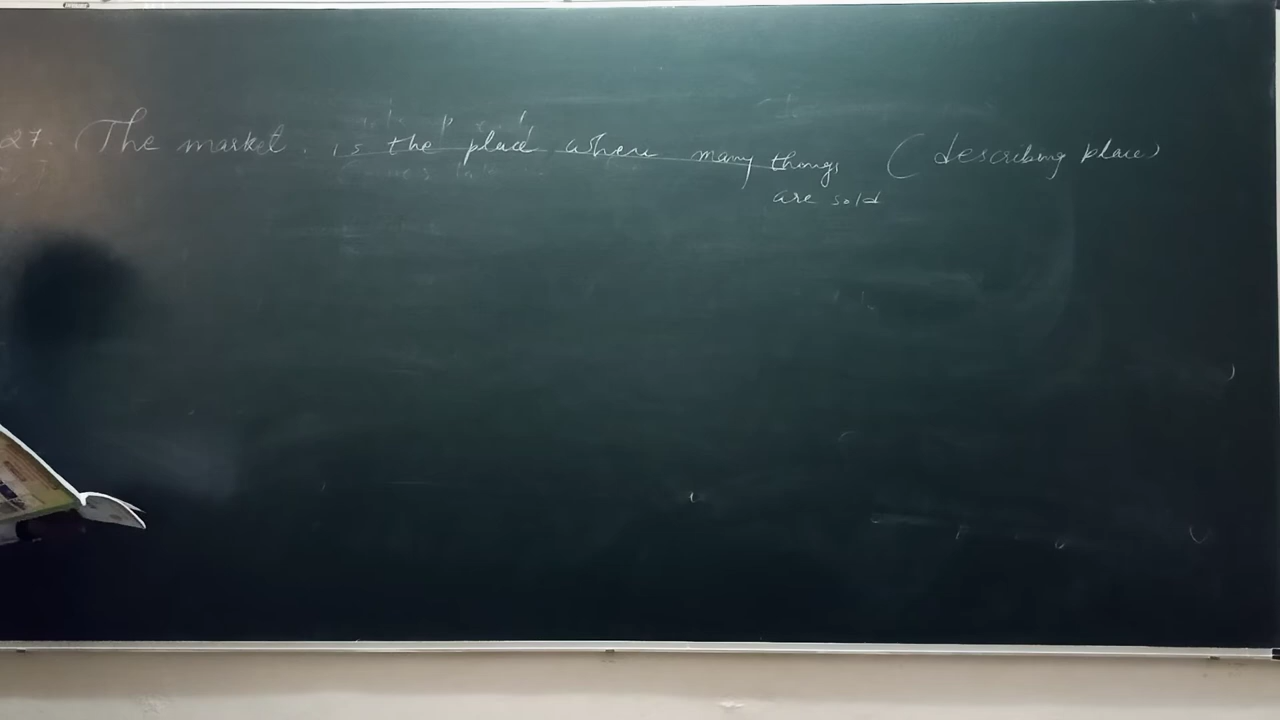 27. The market. is the place where many things (describing place)
are sold